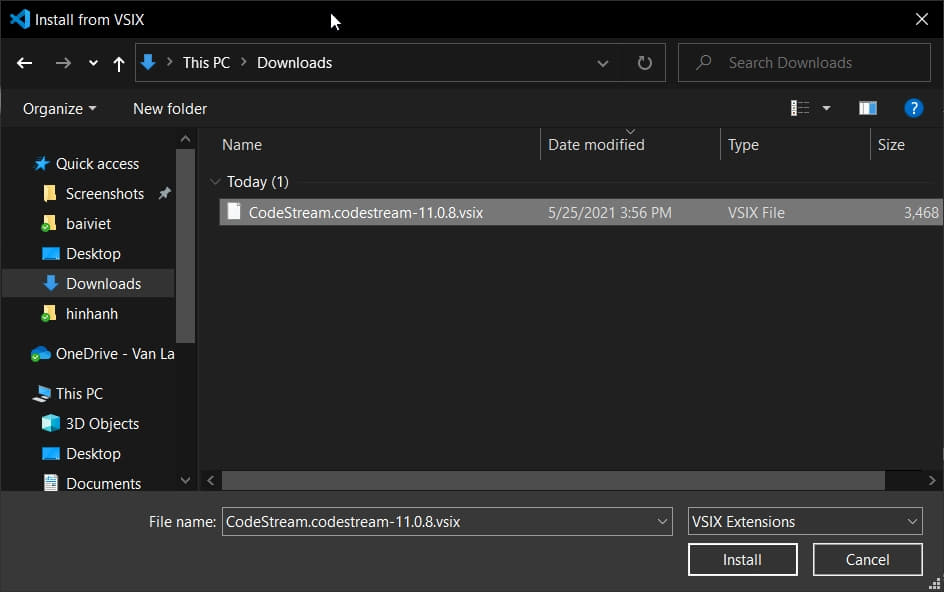 Install from VSIX
This PC > Downloads
Search Downloads
Organize
New folder
Name
Date modified
Type
Size
Quick access
Screenshots
baiviet
Desktop
Downloads
hinhanh
OneDrive - Van La
This PC
3D Objects
Desktop
Documents
Today (1)
CodeStream.codestream-11.0.8.vsix
5/25/2021 3:56 PM
VSIX File
3,468
File name:
CodeStream.codestream-11.0.8.vsix
VSIX Extensions
Install
Cancel